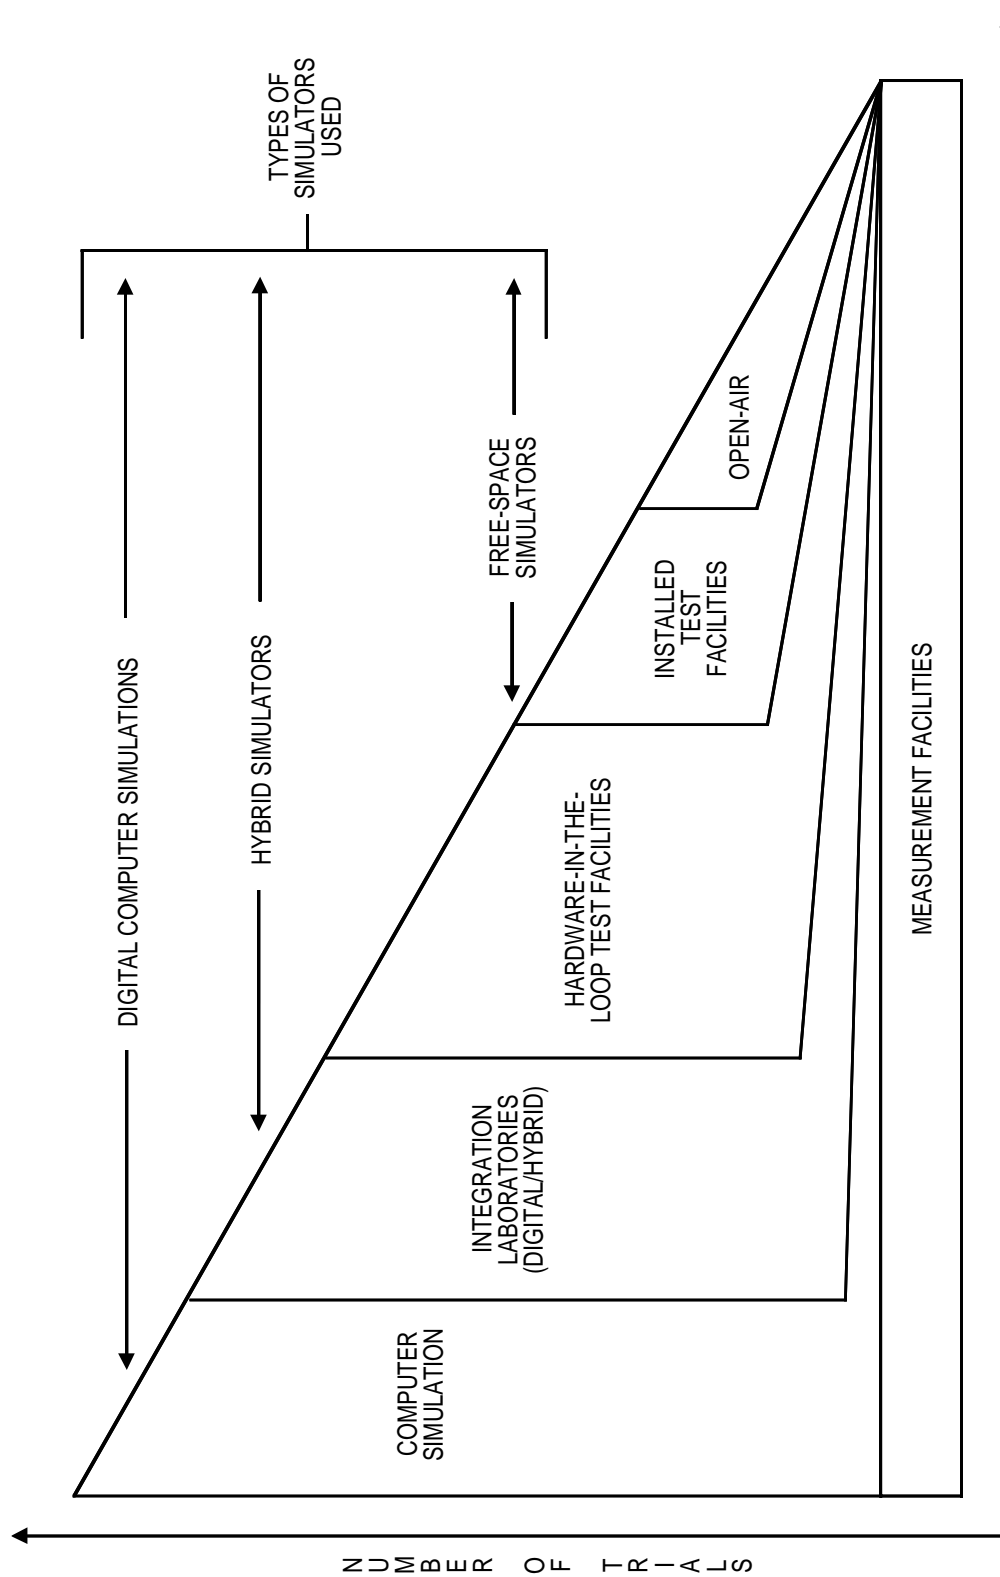 TYPES OF
SIMULATORS
USED
DIGITAL COMPUTER SIMULATIONS
HYBRID SIMULATORS
FREE-SPACE
SIMULATORS
COMPUTER
SIMULATION
INTEGRATION
LABORATORIES
(DIGITAL/HYBRID)
HARDWARE-IN-THE-
LOOP TEST FACILITIES
INSTALLED
TEST
FACILITIES
OPEN-AIR
MEASUREMENT FACILITIES
NUMBER OF TRIALS